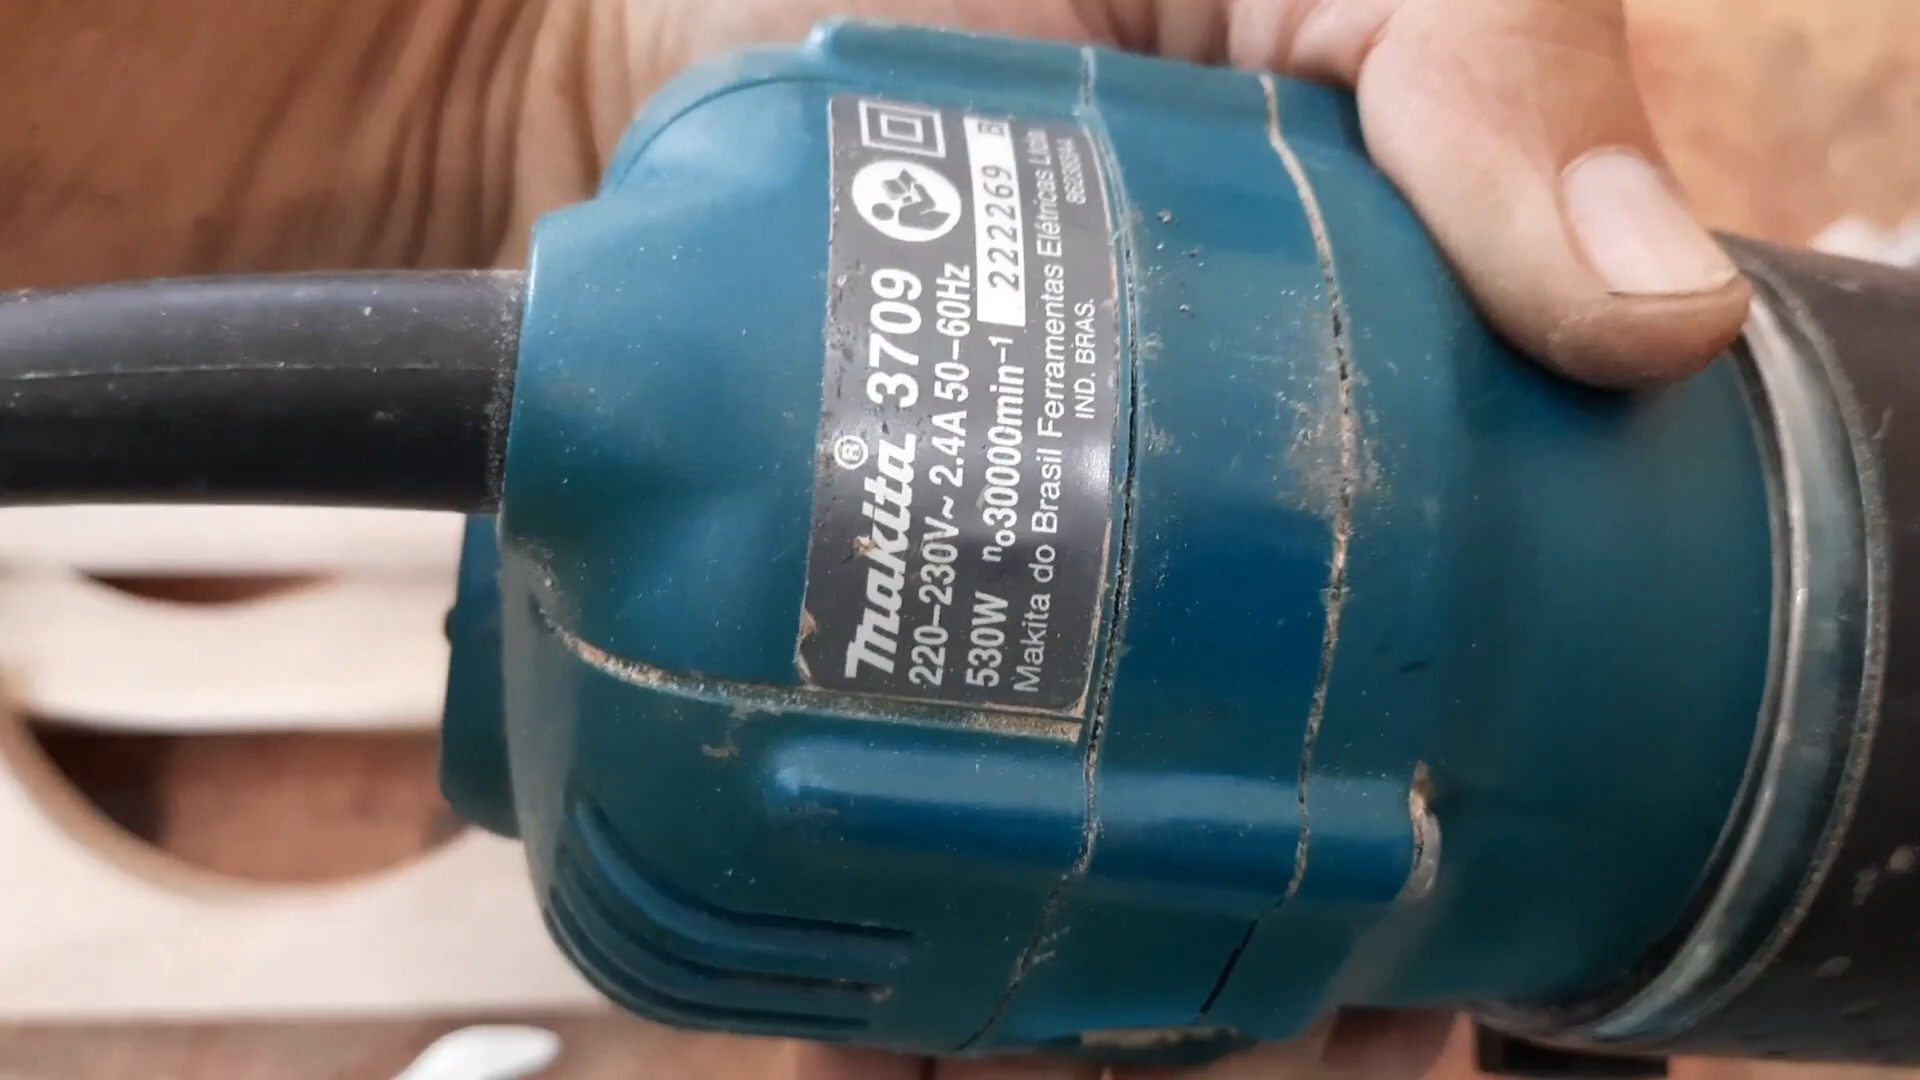 Makita® 3709
220–230V~ 2.4A 50–60Hz
530W n₀30000min⁻¹ 2222269
Makita do Brasil Ferramentas Elétricas Ltda
IND. BRAS.